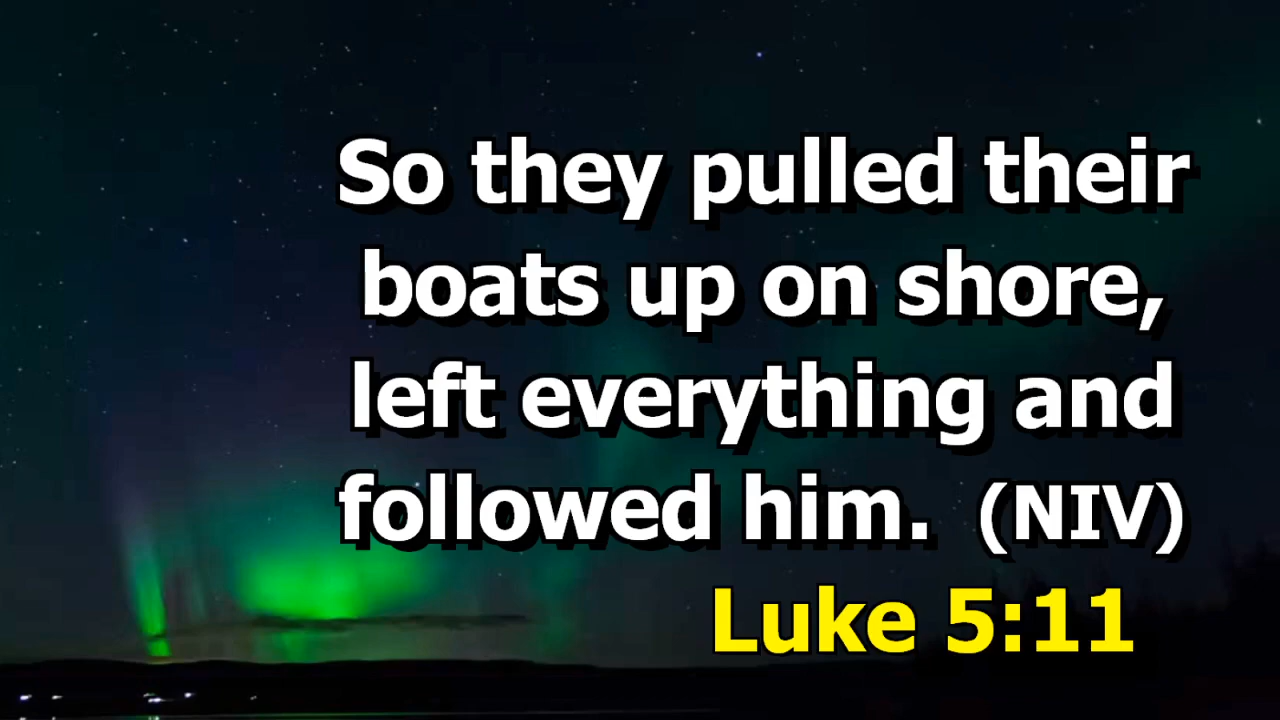 So they pulled their
boats up on shore,
left everything and
followed him. (NIV)
Luke 5:11